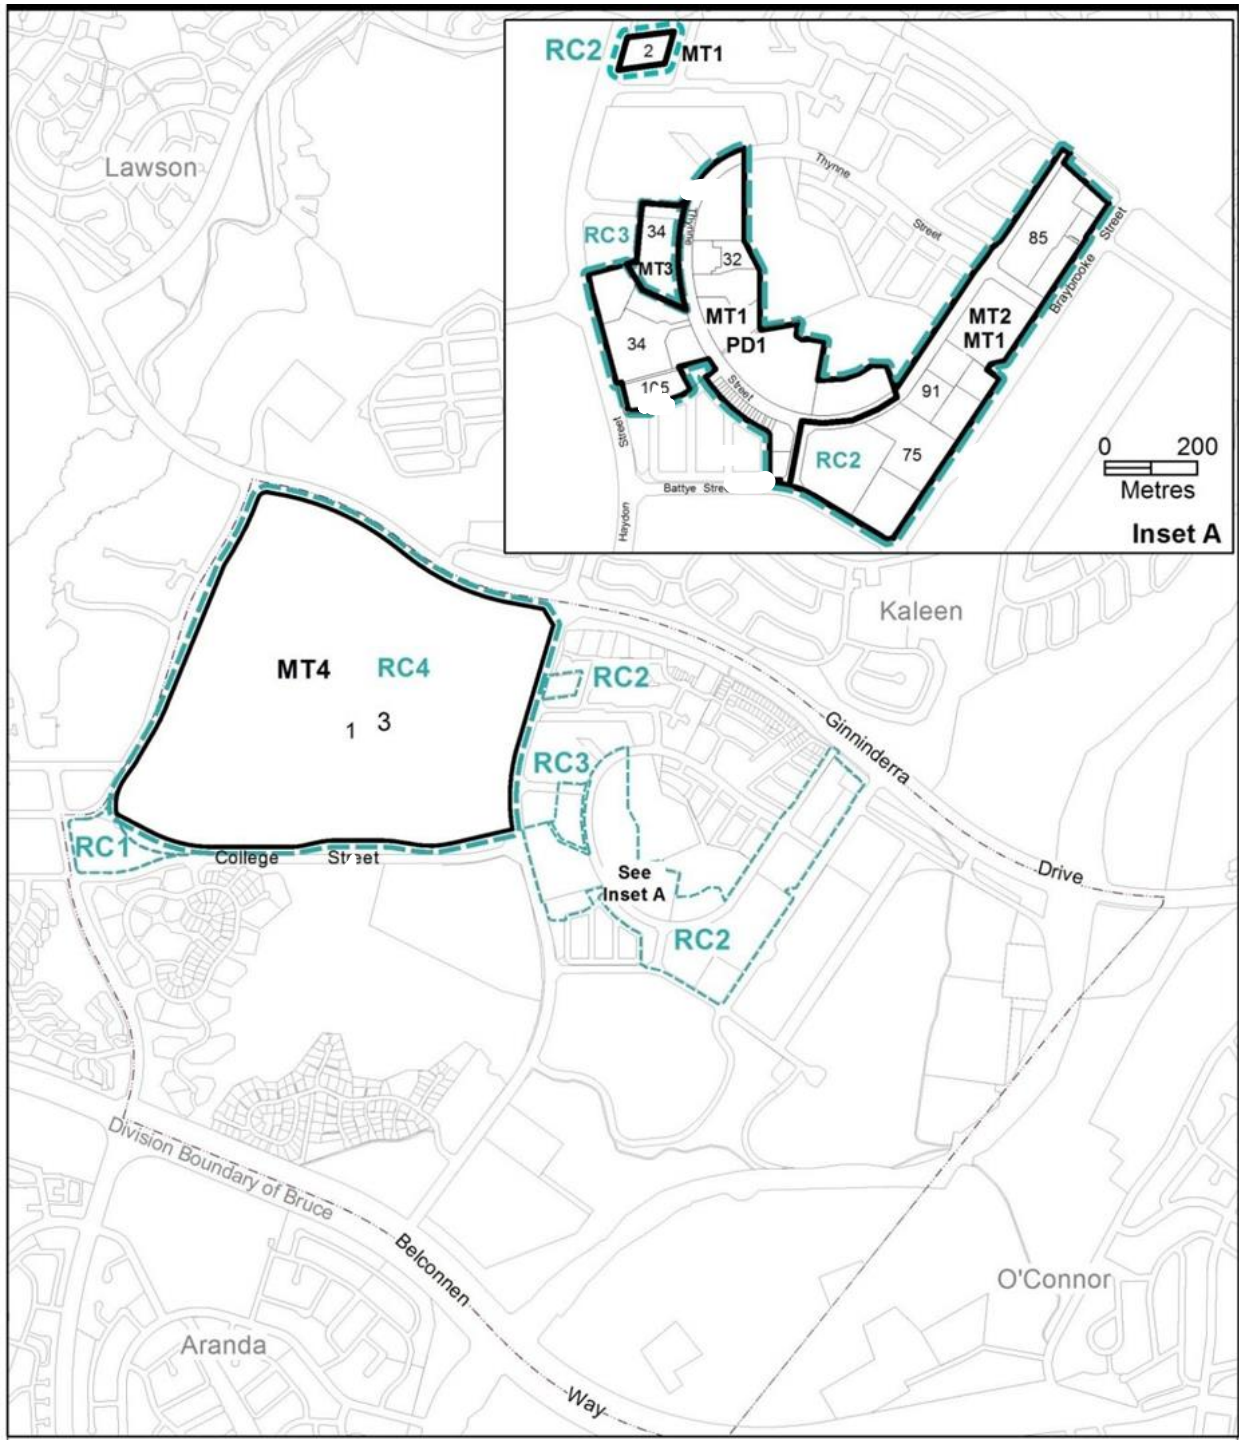 RC2
2
MT1
Lawson
Thynne
Street
Thynne
RC3
34
MT3
32
85
Street
Braybrooke
MT1
PD1
MT2
MT1
34
Street
91
RC2
75
Street
Battye
Haydon
0 200
Metres
Inset A
Kaleen
MT4
RC4
RC2
1
3
Ginninderra
RC3
RC1
College
See
Inset A
Drive
RC2
Division Boundary of Bruce
Belconnen
O'Connor
Aranda
Way